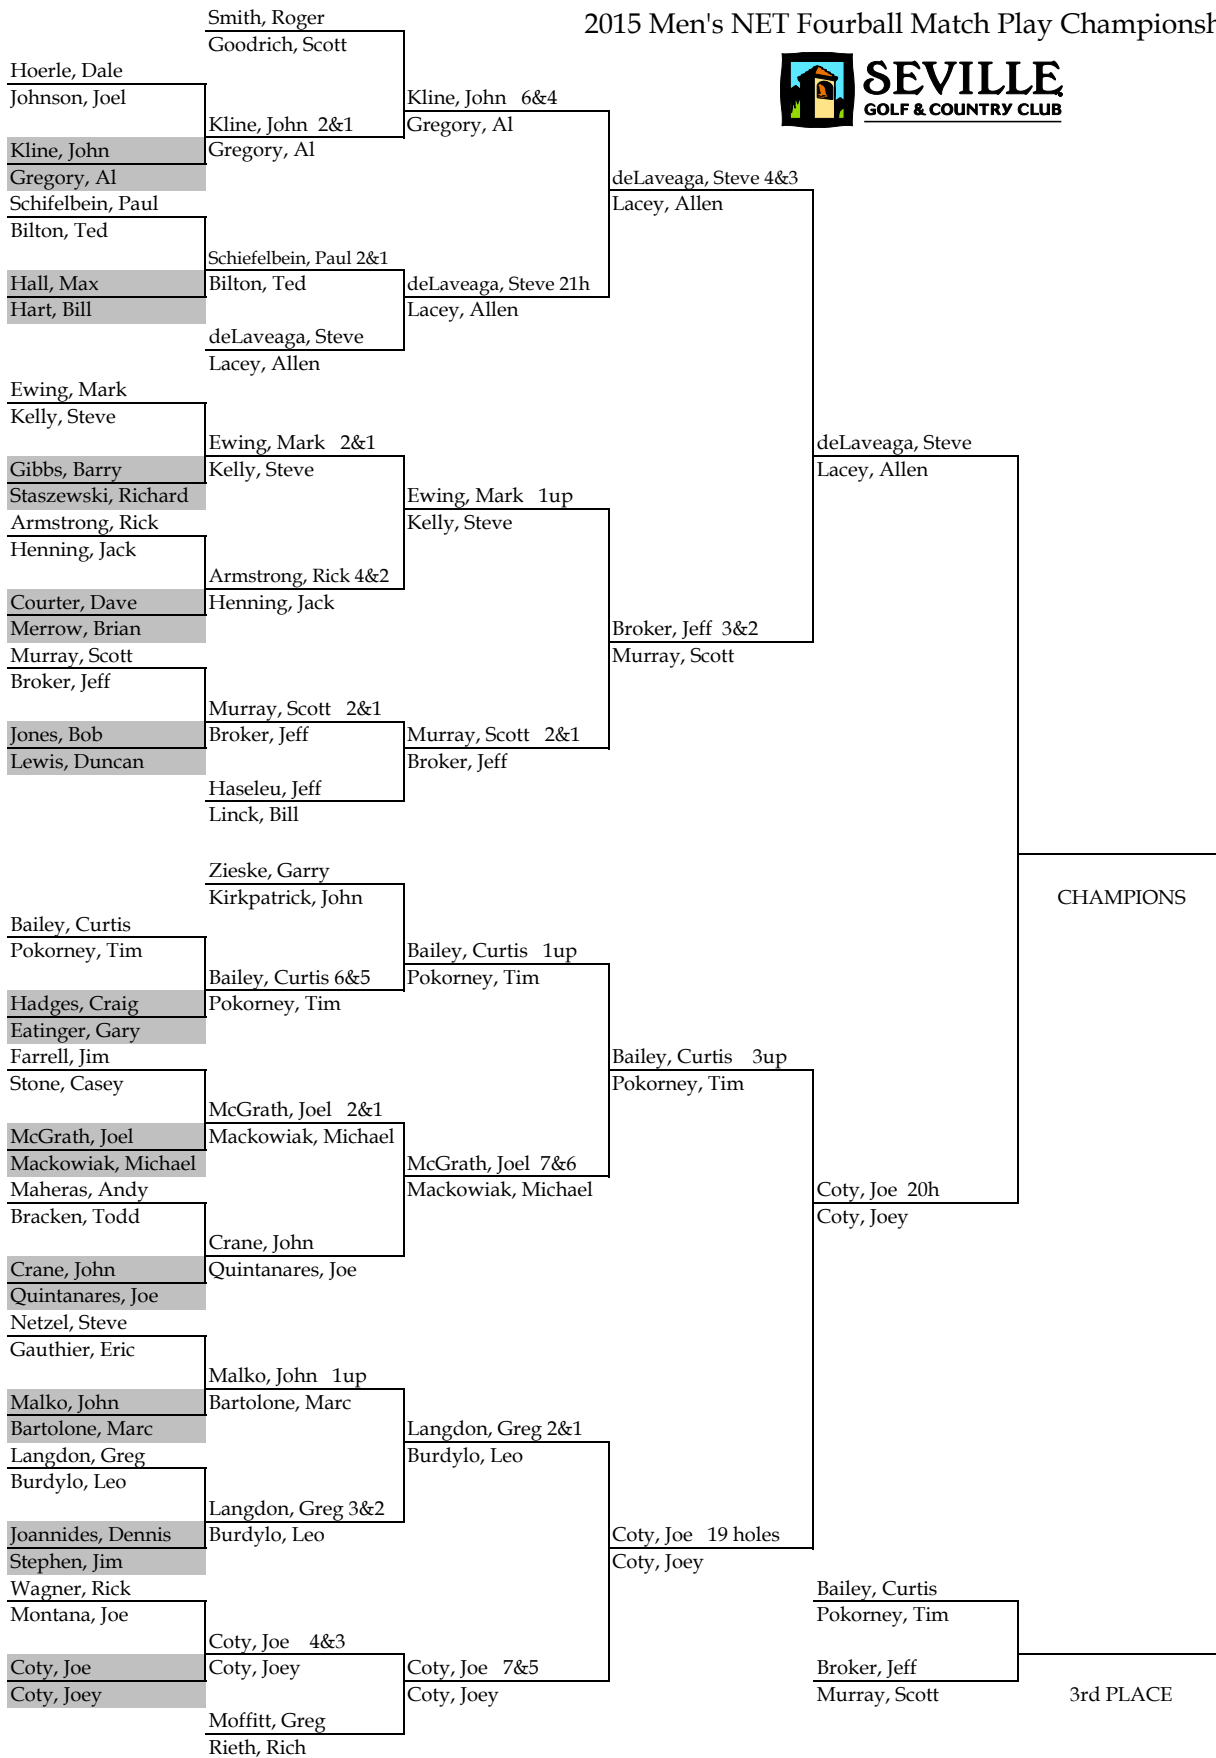 2015 Men's NET Fourball Match Play Championsh
SEVILLE
GOLF & COUNTRY CLUB
Smith, Roger
Goodrich, Scott
Hoerle, Dale
Johnson, Joel
Kline, John 6&4
Gregory, Al
Kline, John 2&1
Gregory, Al
Kline, John
Gregory, Al
deLaveaga, Steve 4&3
Lacey, Allen
Schifelbein, Paul
Bilton, Ted
Schiefelbein, Paul 2&1
Bilton, Ted
Hall, Max
Hart, Bill
deLaveaga, Steve 21h
Lacey, Allen
deLaveaga, Steve
Lacey, Allen
Ewing, Mark
Kelly, Steve
Ewing, Mark 2&1
Kelly, Steve
deLaveaga, Steve
Lacey, Allen
Gibbs, Barry
Staszewski, Richard
Ewing, Mark 1up
Kelly, Steve
Armstrong, Rick
Henning, Jack
Armstrong, Rick 4&2
Henning, Jack
Courter, Dave
Merrow, Brian
Broker, Jeff 3&2
Murray, Scott
Murray, Scott
Broker, Jeff
Murray, Scott 2&1
Broker, Jeff
Jones, Bob
Lewis, Duncan
Murray, Scott 2&1
Broker, Jeff
Haseleu, Jeff
Linck, Bill
Zieske, Garry
Kirkpatrick, John
CHAMPIONS
Bailey, Curtis
Pokorney, Tim
Bailey, Curtis 1up
Pokorney, Tim
Bailey, Curtis 6&5
Pokorney, Tim
Hadges, Craig
Eatinger, Gary
Farrell, Jim
Stone, Casey
Bailey, Curtis 3up
Pokorney, Tim
McGrath, Joel 2&1
Mackowiak, Michael
McGrath, Joel
Mackowiak, Michael
McGrath, Joel 7&6
Mackowiak, Michael
Maheras, Andy
Bracken, Todd
Coty, Joe 20h
Coty, Joey
Crane, John
Quintanares, Joe
Crane, John
Quintanares, Joe
Netzel, Steve
Gauthier, Eric
Malko, John 1up
Bartolone, Marc
Malko, John
Bartolone, Marc
Langdon, Greg 2&1
Burdylo, Leo
Langdon, Greg
Burdylo, Leo
Langdon, Greg 3&2
Burdylo, Leo
Joannides, Dennis
Stephen, Jim
Coty, Joe 19 holes
Coty, Joey
Wagner, Rick
Montana, Joe
Bailey, Curtis
Pokorney, Tim
Coty, Joe 4&3
Coty, Joey
Coty, Joe
Coty, Joey
Coty, Joe 7&5
Coty, Joey
Broker, Jeff
Murray, Scott
3rd PLACE
Moffitt, Greg
Rieth, Rich